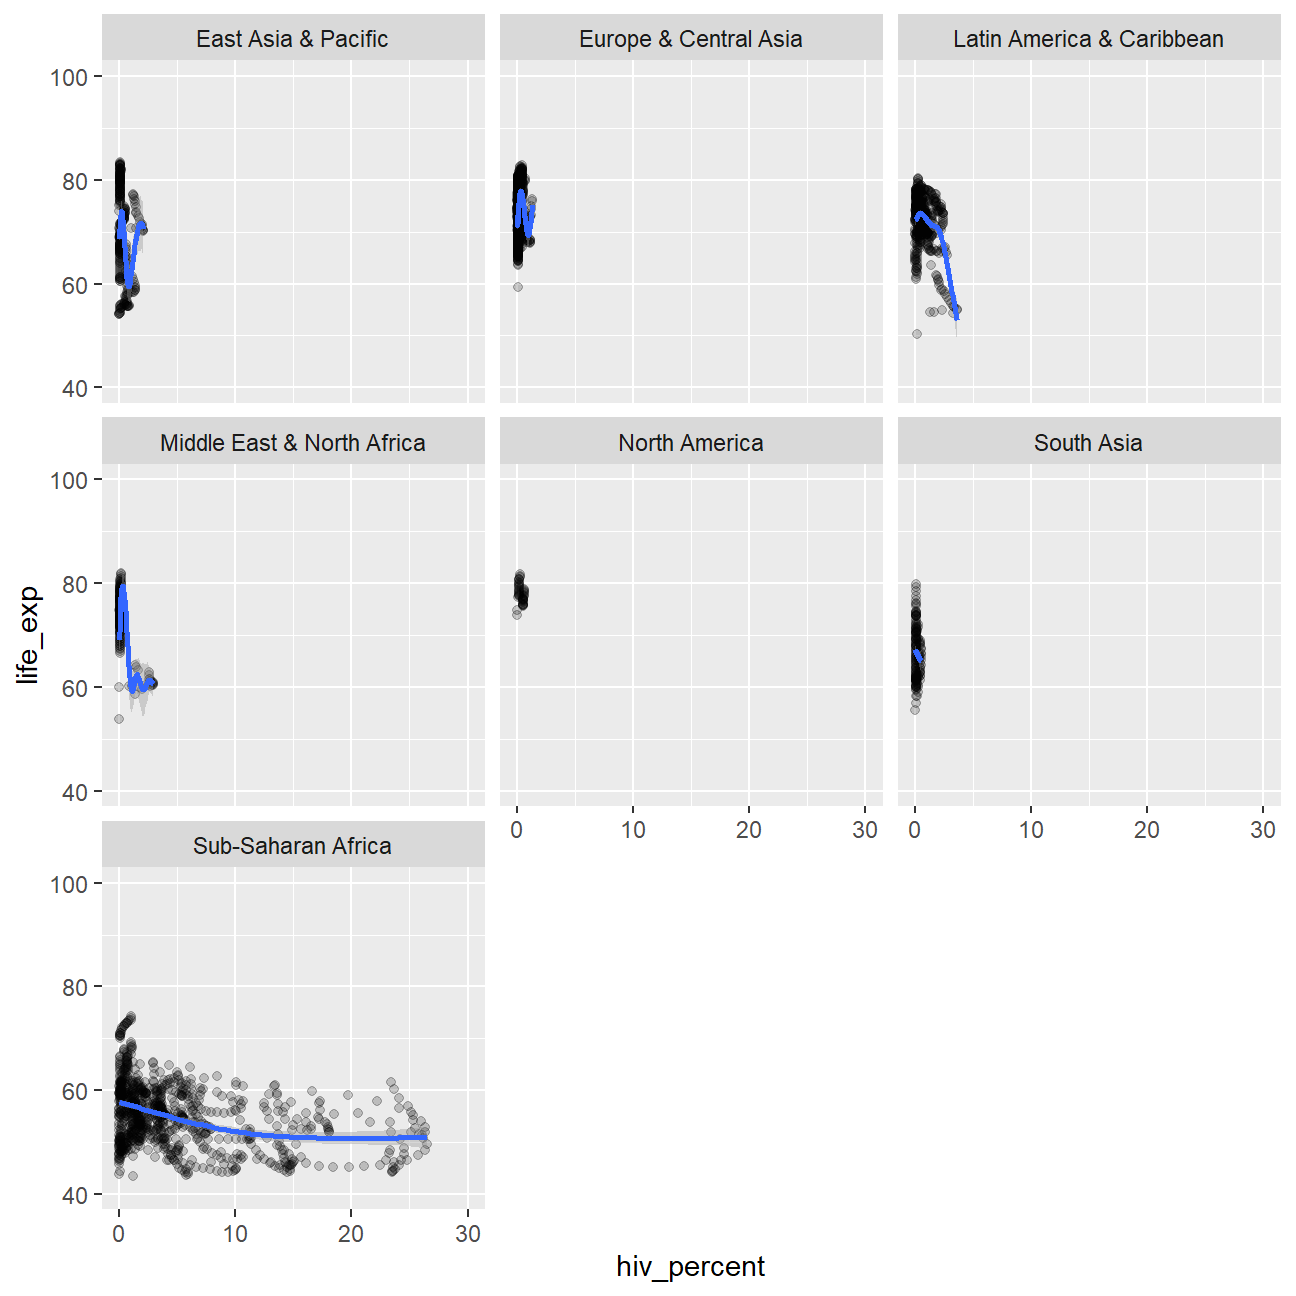 East Asia & Pacific
Europe & Central Asia
Latin America & Caribbean
100
80
60
40
Middle East & North Africa
North America
South Asia
100
80
60
40
0 10 20 30
0 10 20 30
Sub-Saharan Africa
100
80
60
40
0 10 20 30
life_exp
hiv_percent